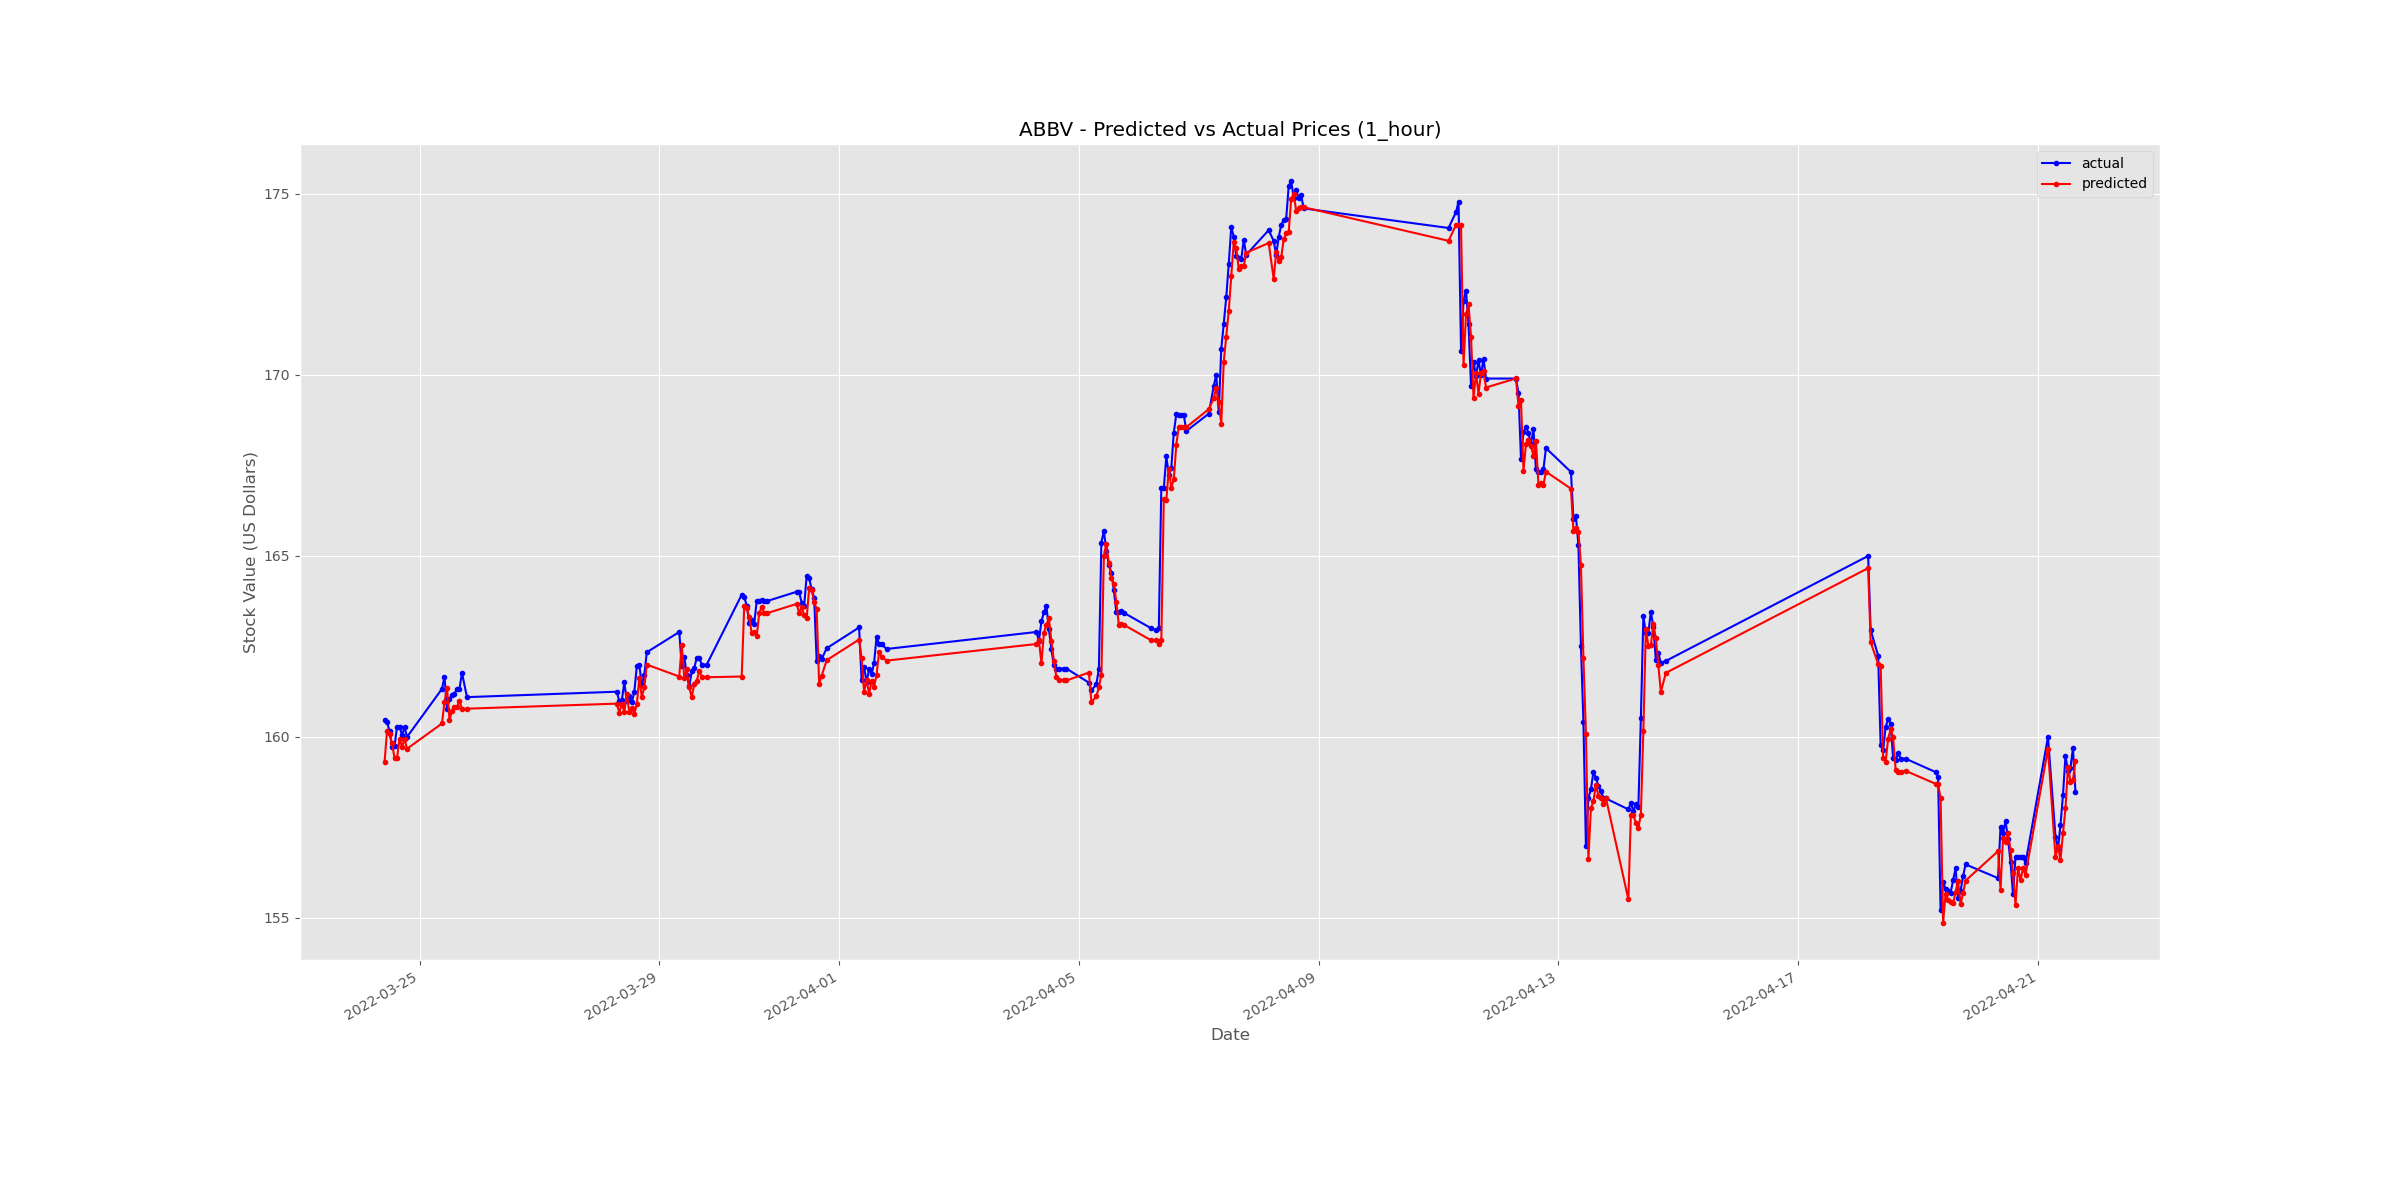 ABBV - Predicted vs Actual Prices (1_hour)
actual
predicted
175
170
165
160
155
Stock Value (US Dollars)
2022-03-25
2022-03-29
2022-04-01
2022-04-05
2022-04-09
2022-04-13
2022-04-17
2022-04-21
Date